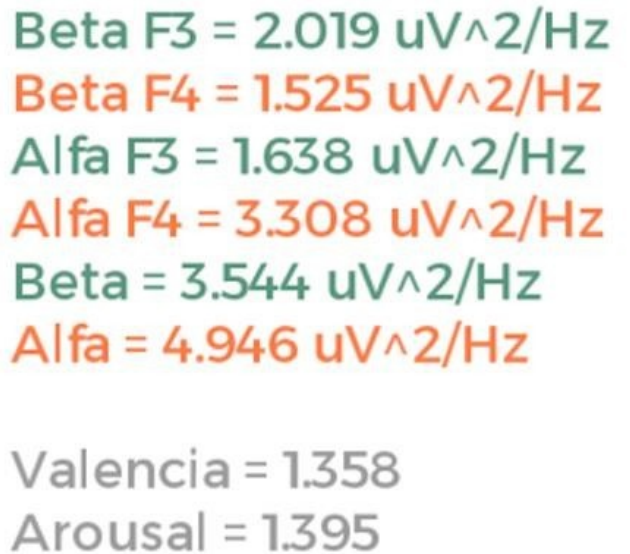 Beta F3 = 2.019 uV^2/Hz
Beta F4 = 1.525 uV^2/Hz
Alfa F3 = 1.638 uV^2/Hz
Alfa F4 = 3.308 uV^2/Hz
Beta = 3.544 uV^2/Hz
Alfa = 4.946 uV^2/Hz
Valencia = 1.358
Arousal = 1.395